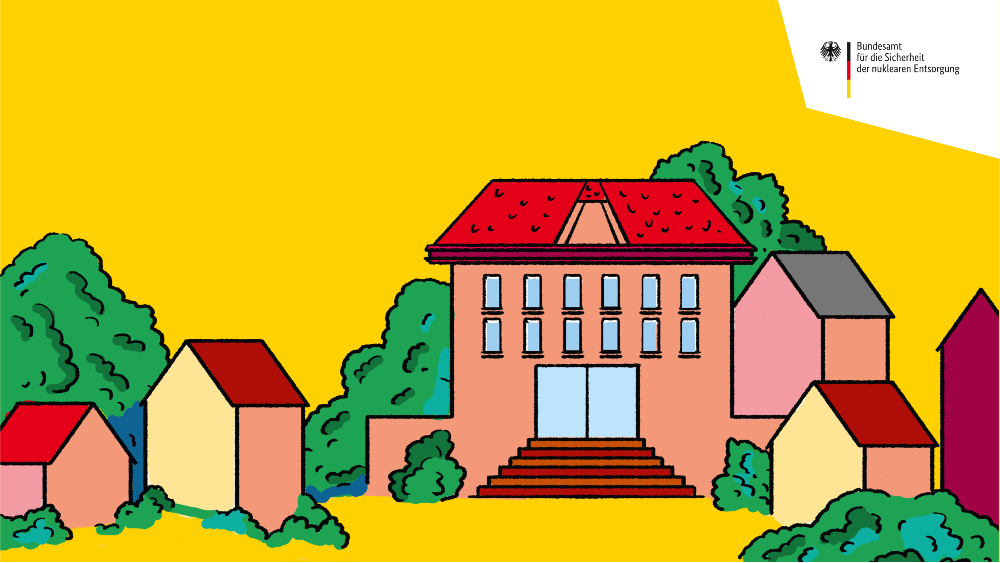 Bundesamt
für die Sicherheit
der nuklearen Entsorgung